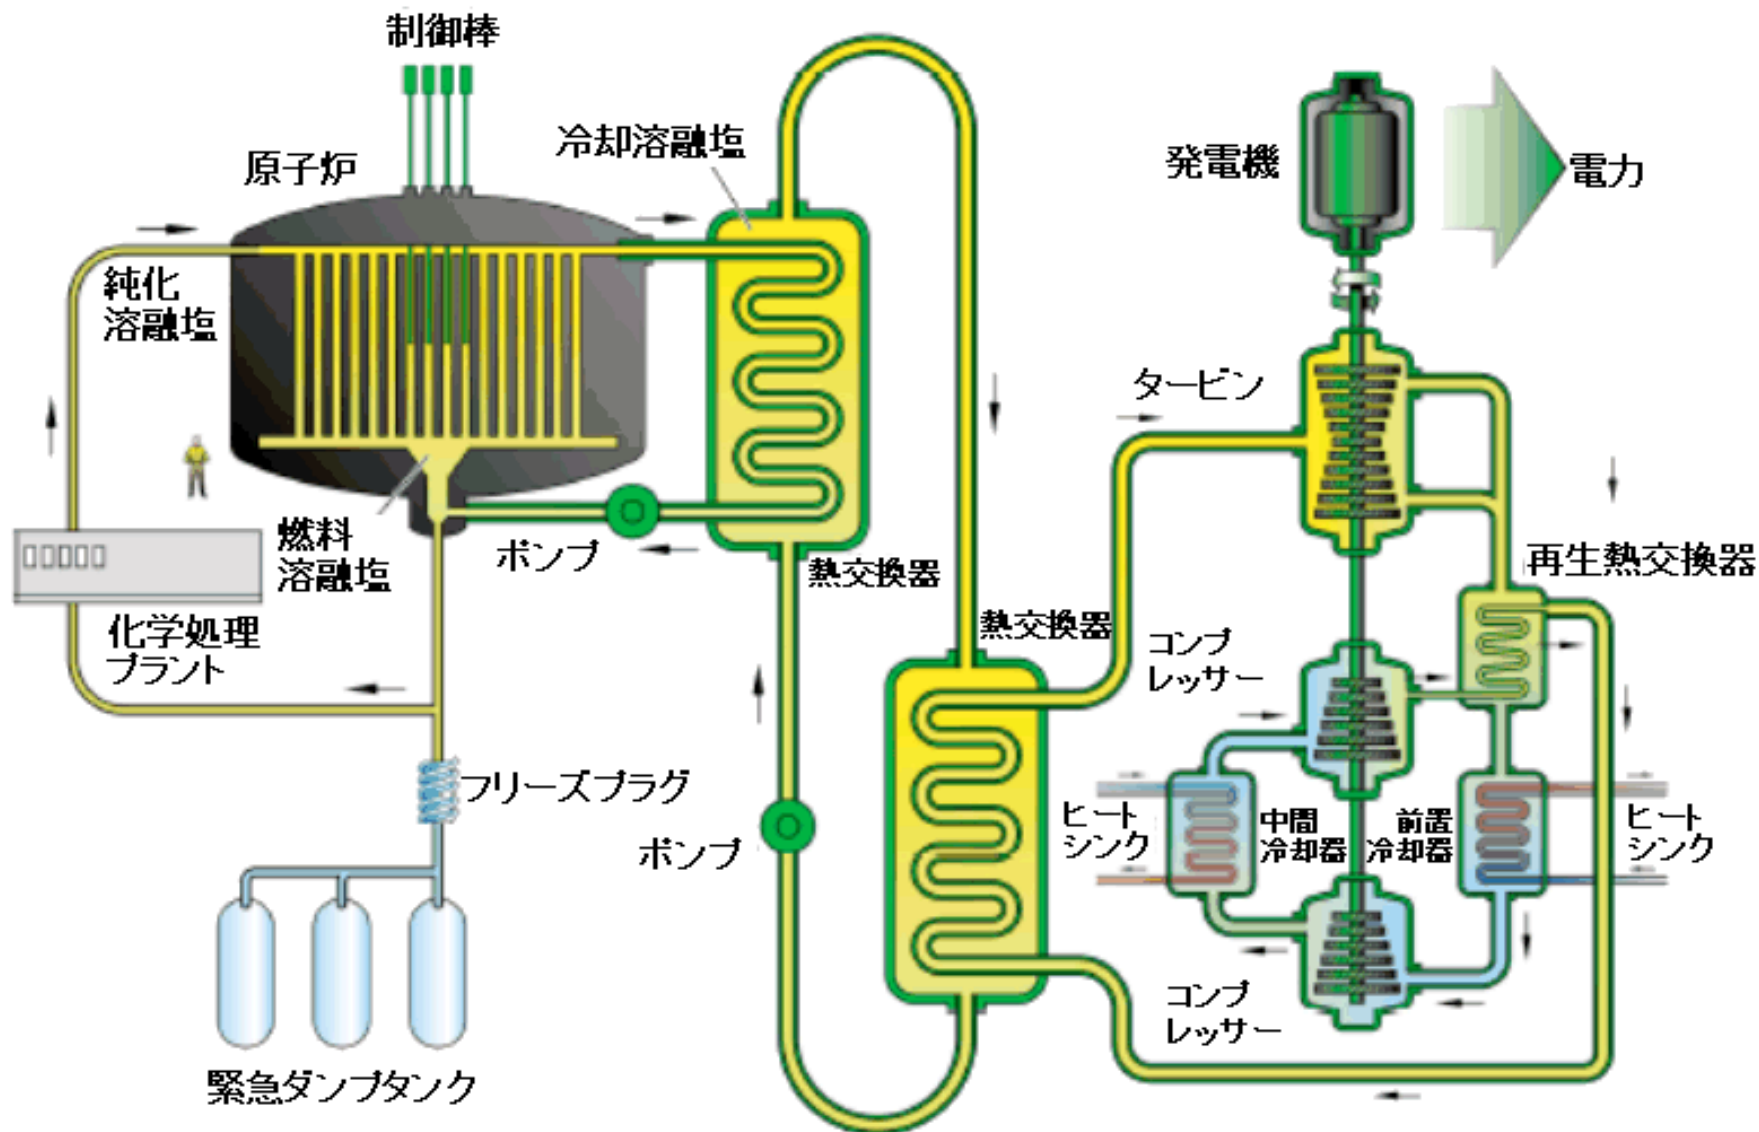 制御棒
冷却溶融塩
原子炉
発電機
電力
純化
溶融塩
タービン
燃料
溶融塩
ポンプ
熱交換器
再生熱交換器
化学処理
プラント
熱交換器
コンプ
レッサー
フリーズプラグ
ポンプ
ヒート
シンク
中間
冷却器
前置
冷却器
ヒート
シンク
コンプ
レッサー
緊急ダンプタンク